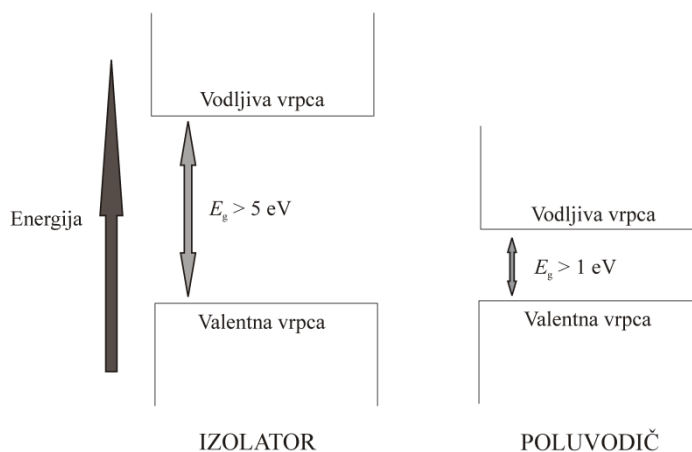 Vodljiva vrpca
Energija
E_g > 5 eV
Valentna vrpca
IZOLATOR
Vodljiva vrpca
E_g > 1 eV
Valentna vrpca
POLUVODIČ